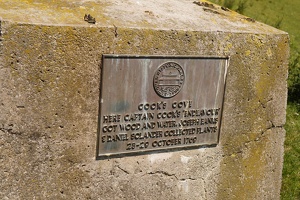 COOK'S COVE
HERE CAPTAIN COOK'S "ENDEAVOUR"
GOT WOOD AND WATER, JOSEPH BANKS
& DANIEL SOLANDER COLLECTED PLANTS
23-29 OCTOBER 1769